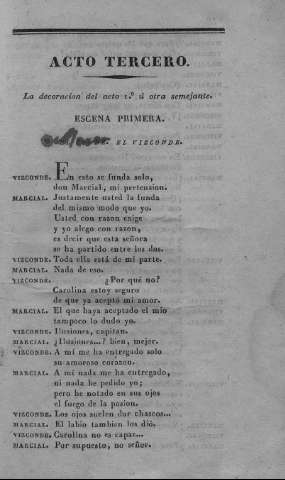 ACTO TERCERO.
La decoracion del acto 1.º ú otra semejante.
ESCENA PRIMERA.
EL VIZCONDE.
VIZCONDE. En esto se funda solo,
don Marcial, mi pretension.
MARCIAL. Justamente usted la funda
del mismo modo que yo.
Usted con razon exige
y yo alego con razon,
es decir que esta señora
se ha partido entre los dos.
VIZCONDE. Toda ella está de mi parte.
MARCIAL. Nada de eso.
VIZCONDE. ¿Por qué no?
Carolina estoy seguro
de que ya aceptó mi amor.
MARCIAL. El que haya aceptado el mio
tampoco lo dudo yo.
VIZCONDE. Ilusiones, capitan.
MARCIAL. ¿Ilusiones...? bien, mejor.
VIZCONDE. A mí me ha entregado solo
su amoroso corazon.
MARCIAL. A mí nada me ha entregado,
ni nada he pedido yo;
pero he notado en sus ojos
el fuego de la pasion.
VIZCONDE. Los ojos suelen dar chascos...
MARCIAL. El labio tambien los dió.
VIZCONDE. Carolina no es capaz...
MARCIAL. Por supuesto, no señor.